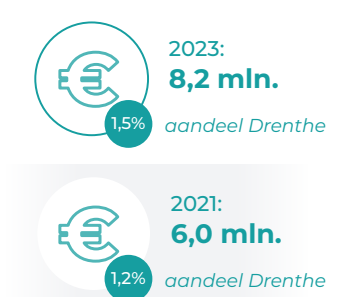 2023:
8,2 mln.
1,5% aandeel Drenthe
2021:
6,0 mln.
1,2% aandeel Drenthe